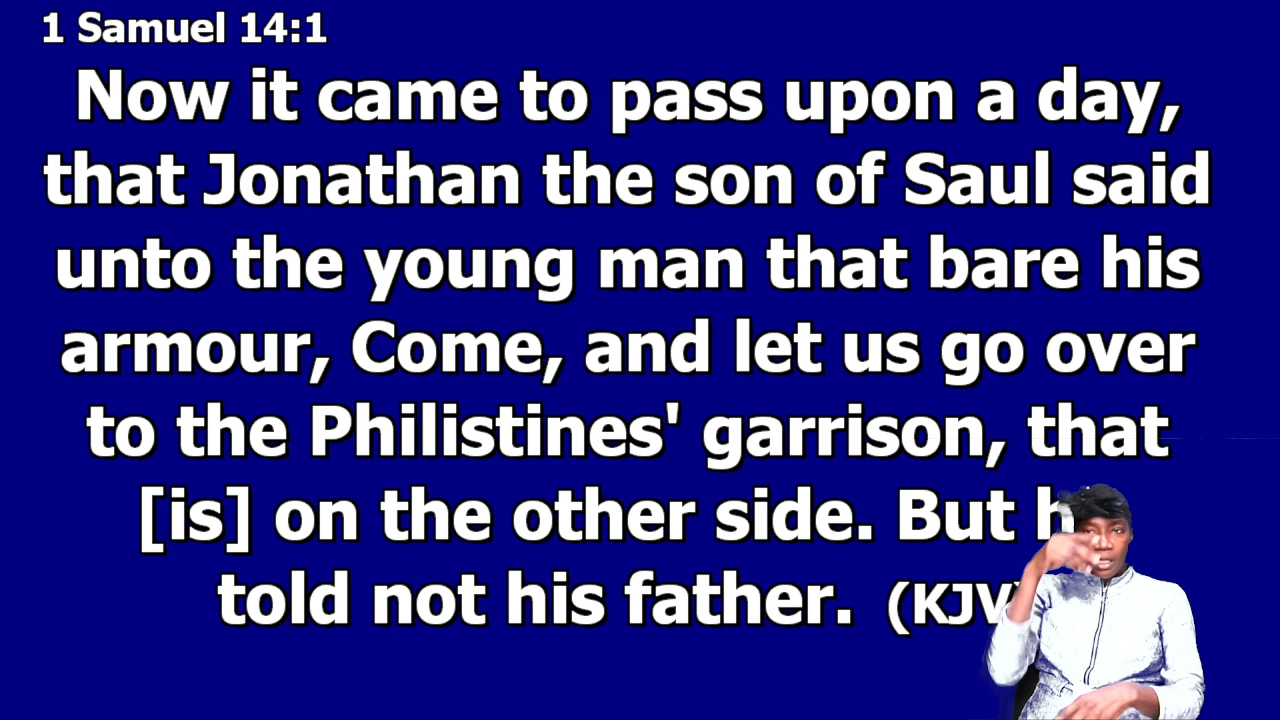 1 Samuel 14:1
Now it came to pass upon a day,
that Jonathan the son of Saul said
unto the young man that bare his
armour, Come, and let us go over
to the Philistines' garrison, that
[is] on the other side. But
told not his father. (KJV)